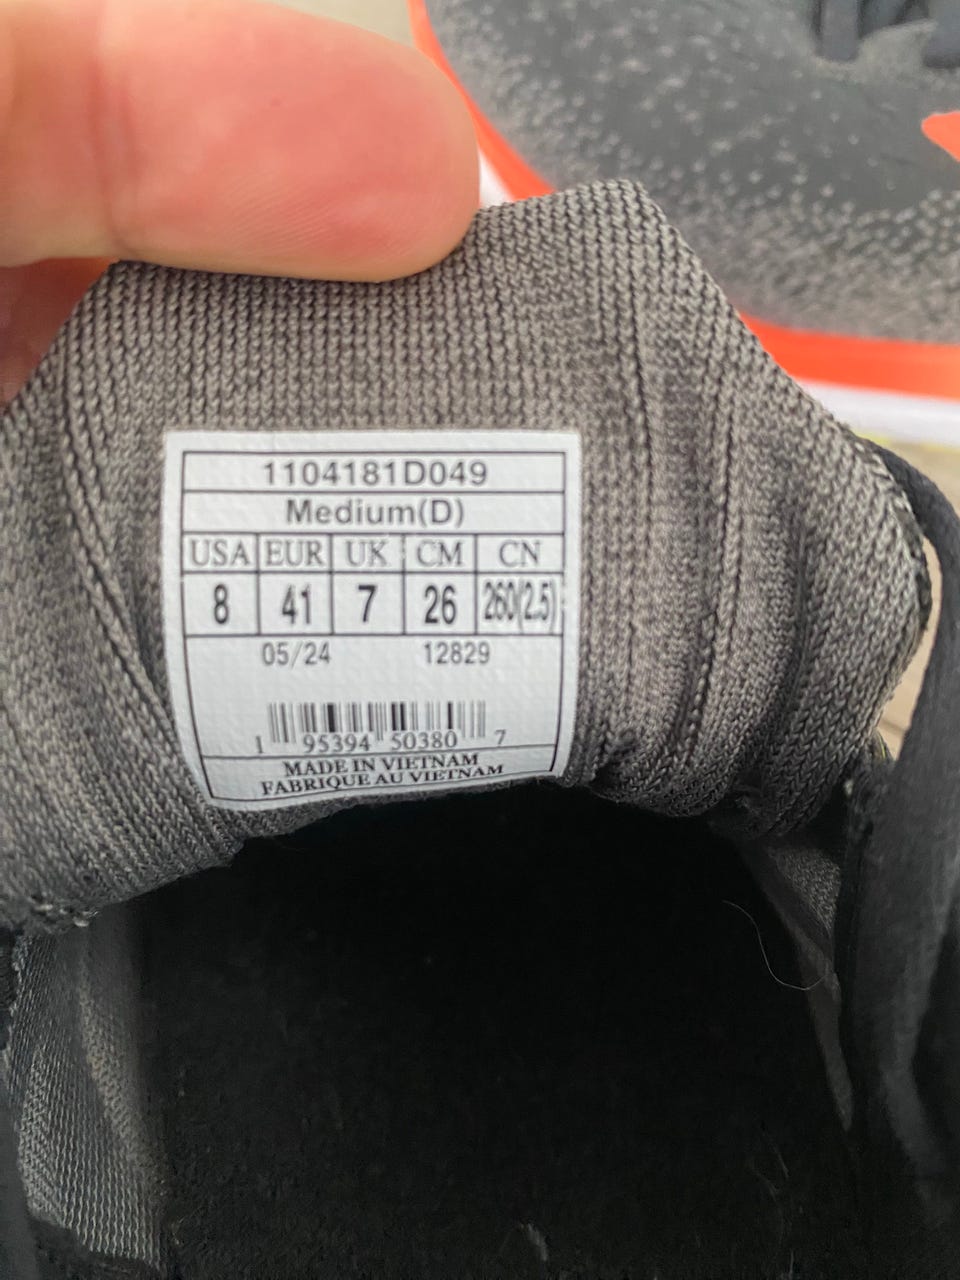 1104181D049
Medium(D)
USA EUR UK CM CN
8 41 7 26 260(2.5)
05/24 12829
1 95394 50380 7
MADE IN VIETNAM
FABRIQUE AU VIETNAM